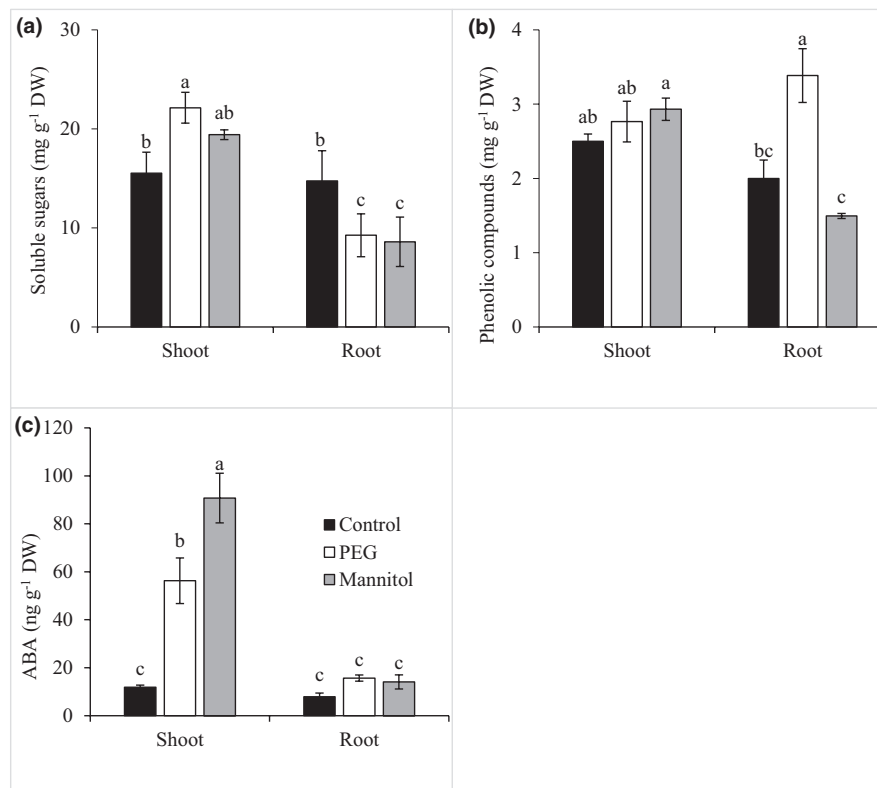 (a)
Soluble sugars (mg g⁻¹ DW)
30
20
10
0
b
a
ab
b
c
c
Shoot
Root
(b)
Phenolic compounds (mg g⁻¹ DW)
4
3
2
1
0
ab
ab
a
bc
a
c
Shoot
Root
(c)
ABA (ng g⁻¹ DW)
120
100
80
60
40
20
0
c
b
a
c
c
c
Control
PEG
Mannitol
Shoot
Root